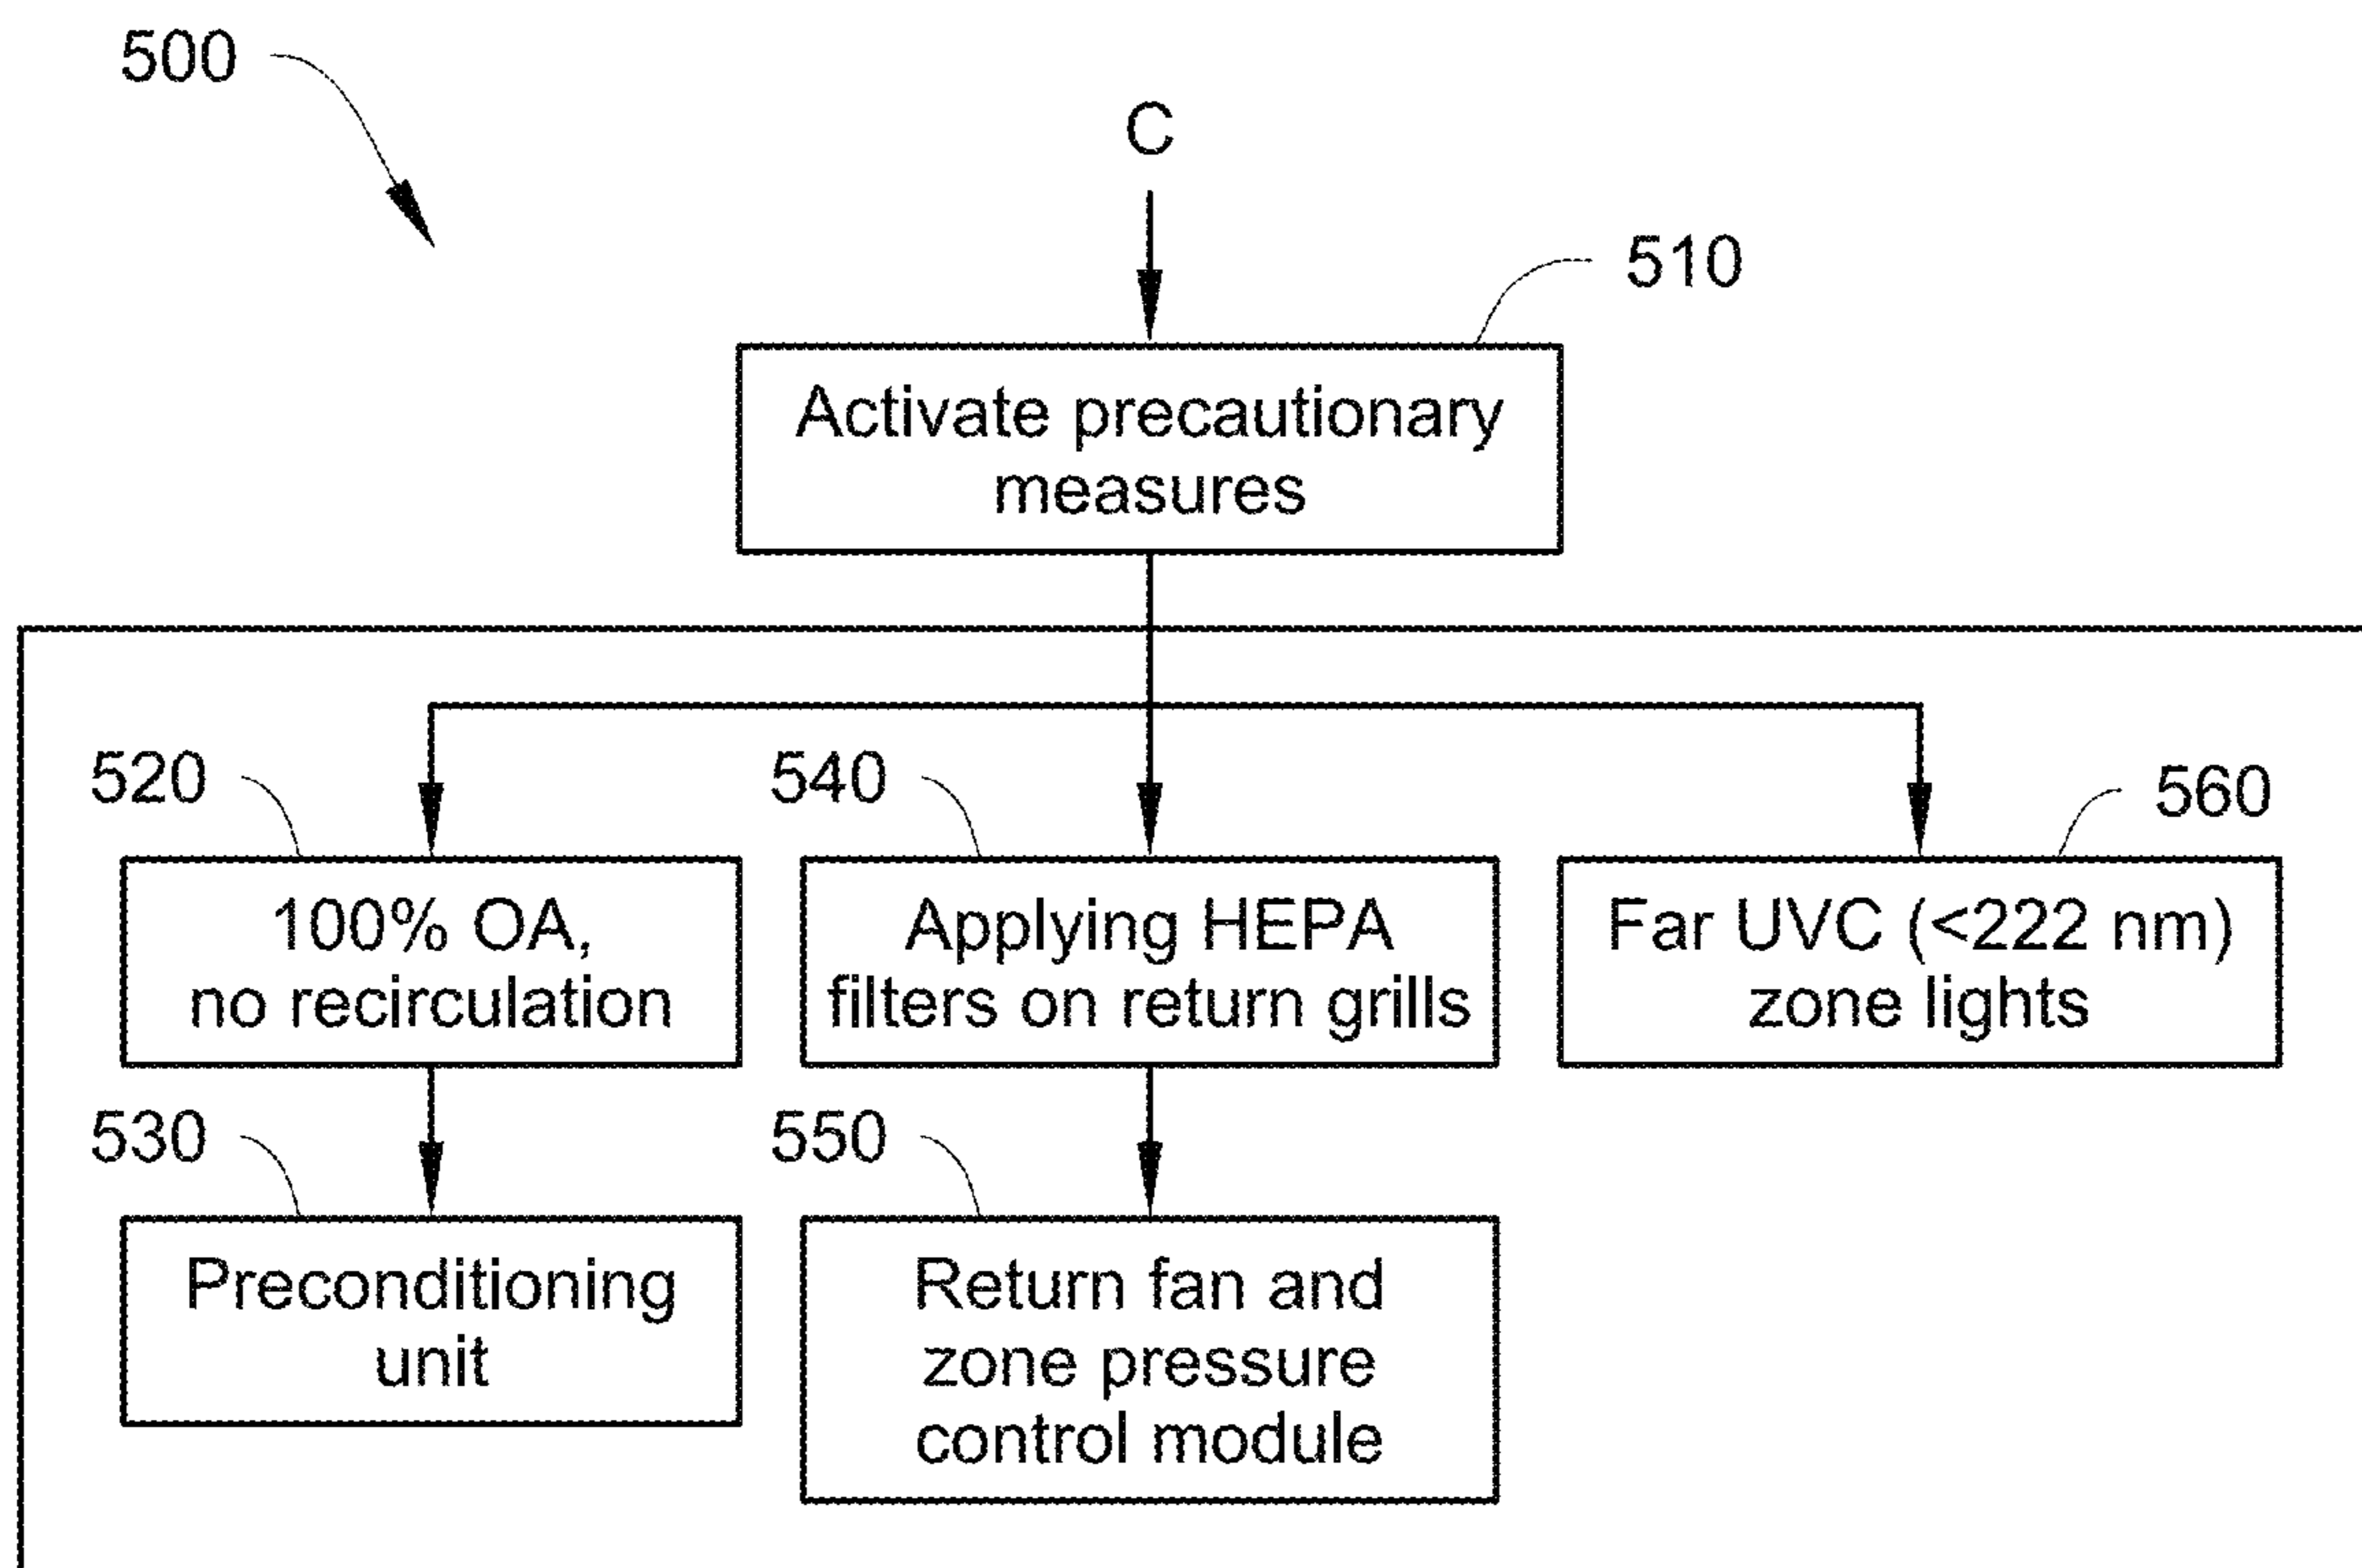 500
C
510
Activate precautionary
measures
520
540
560
100% OA,
no recirculation
Applying HEPA
filters on return grills
Far UVC (<222 nm)
zone lights
530
550
Preconditioning
unit
Return fan and
zone pressure
control module